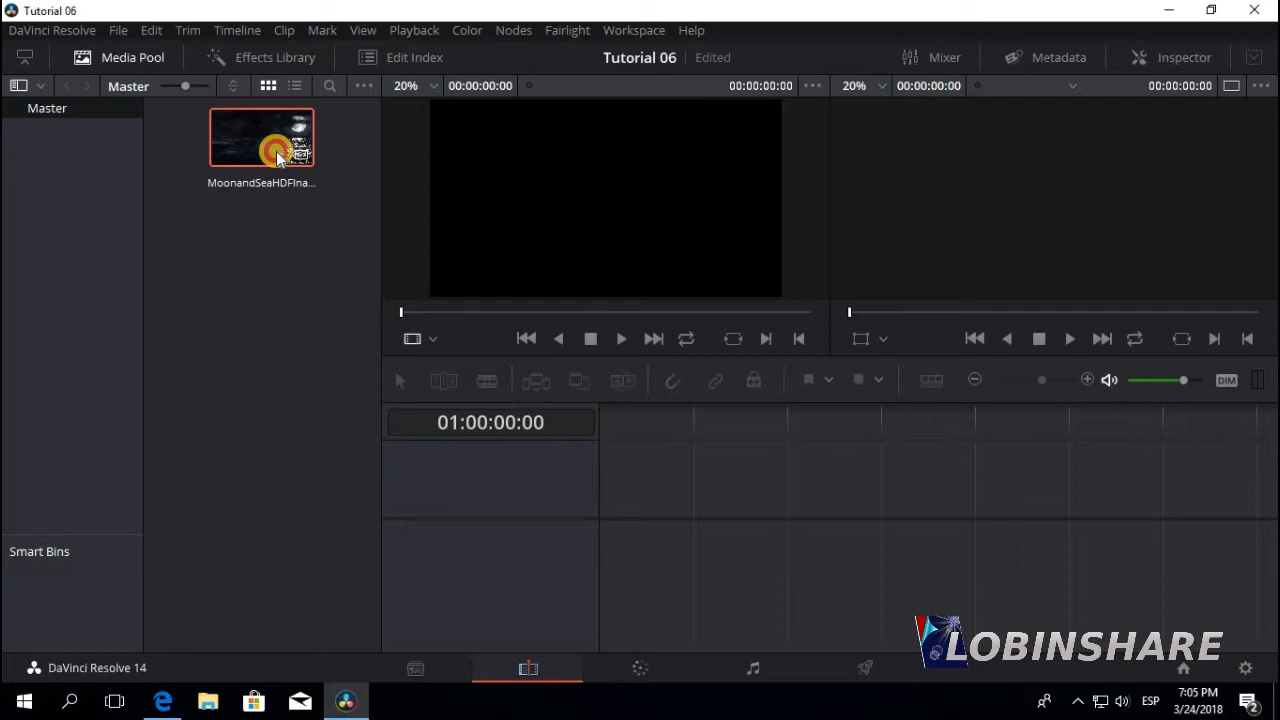 Tutorial 06
DaVinci Resolve File Edit Trim Timeline Clip Mark View Playback Color Nodes Fairlight Workspace Help
Media Pool Effects Library Edit Index Tutorial 06 Edited Mixer Metadata Inspector
Master 20% 00:00:00:00 00:00:00:00 20% 00:00:00:00 00:00:00:00
Master
MoonandSeaHDFIna...
DIM
01:00:00:00
Smart Bins
LOBINSHARE
DaVinci Resolve 14
ESP
7:05 PM
3/24/2018
2